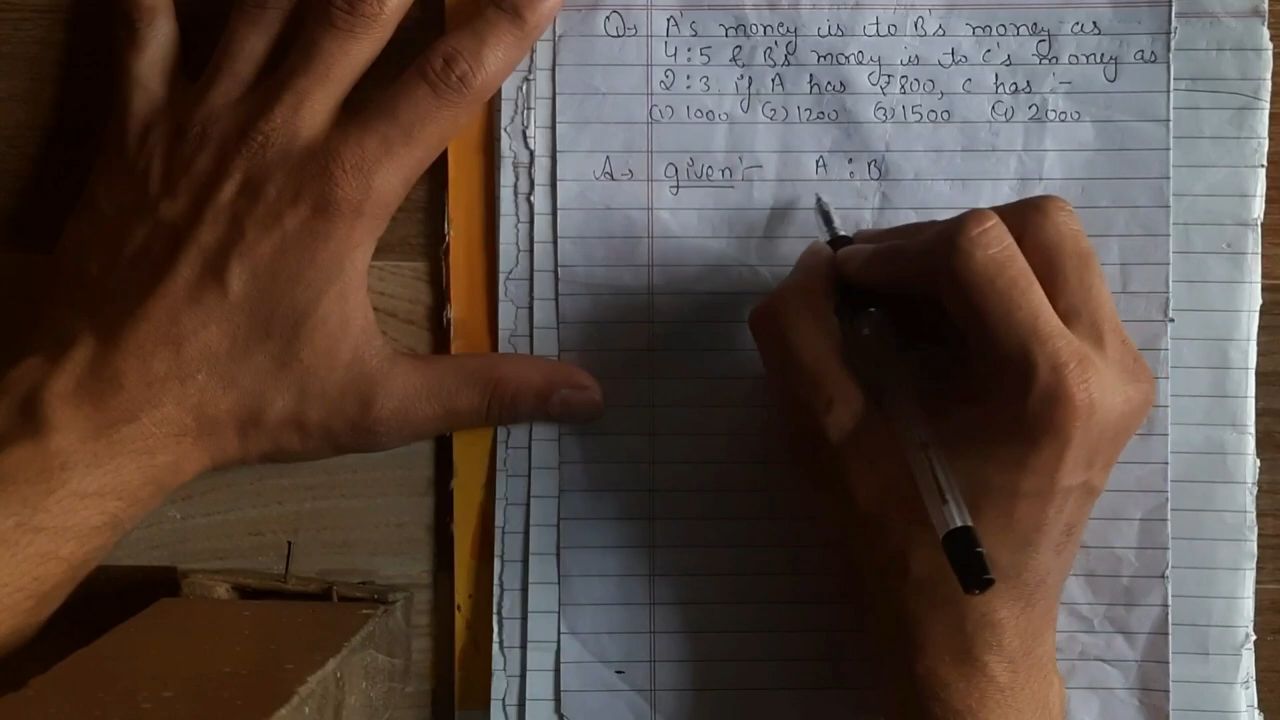 Q→ A's money is to B's money as
4:5 & B's money is to C's money as
2:3. if A has ₹800, c has :-
(1) 1000 (2) 1200 (3) 1500 (4) 2000
A→ given:- A : B